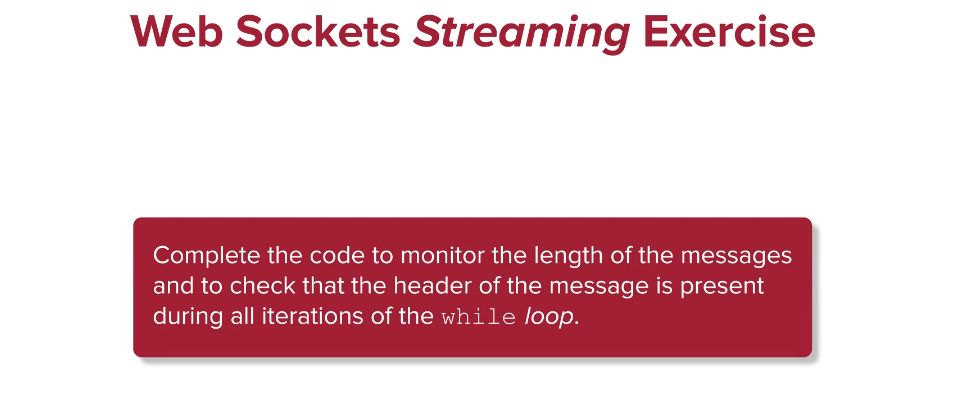 Web Sockets Streaming Exercise
Complete the code to monitor the length of the messages
and to check that the header of the message is present
during all iterations of the while loop.